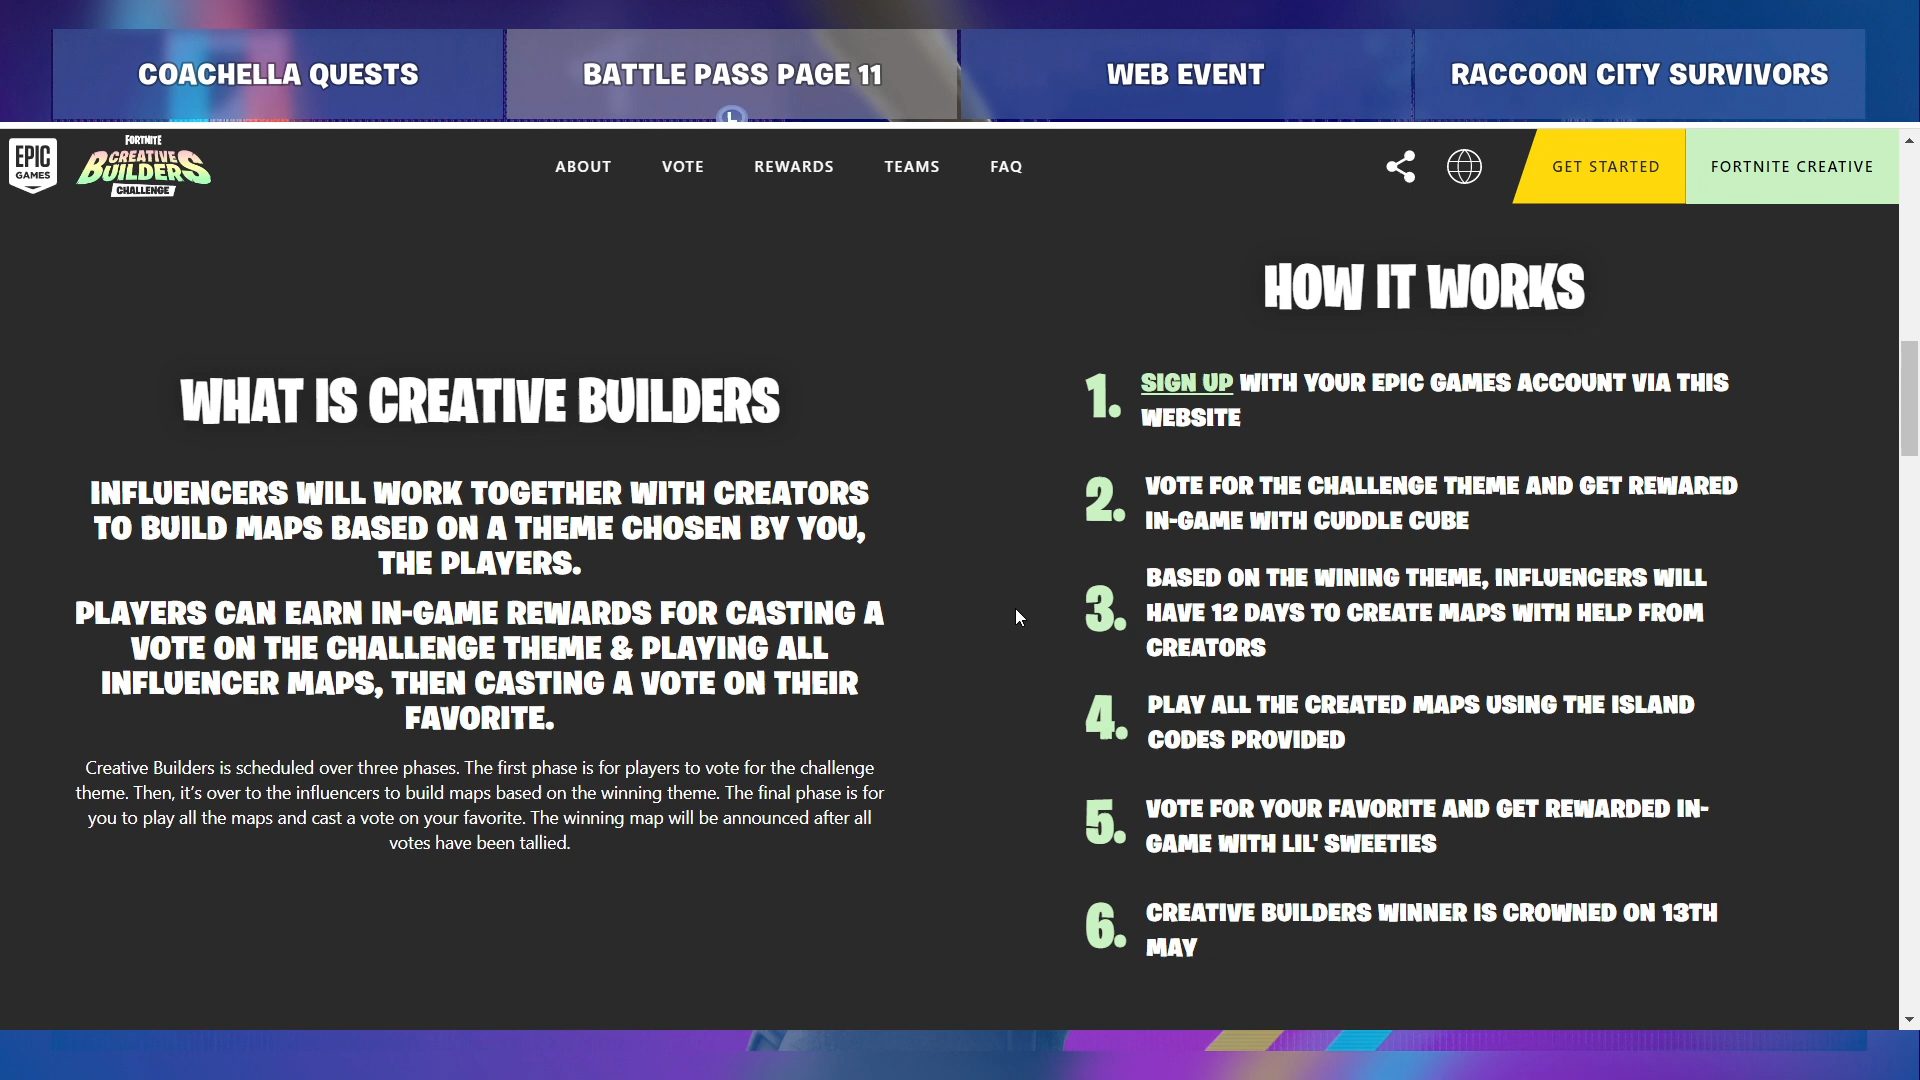 COACHELLA QUESTS
BATTLE PASS PAGE 11
WEB EVENT
RACCOON CITY SURVIVORS
EPIC
GAMES
FORTNITE
CREATIVE
BUILDERS
CHALLENGE
ABOUT
VOTE
REWARDS
TEAMS
FAQ
GET STARTED
FORTNITE CREATIVE
WHAT IS CREATIVE BUILDERS
INFLUENCERS WILL WORK TOGETHER WITH CREATORS
TO BUILD MAPS BASED ON A THEME CHOSEN BY YOU,
THE PLAYERS.
PLAYERS CAN EARN IN-GAME REWARDS FOR CASTING A
VOTE ON THE CHALLENGE THEME & PLAYING ALL
INFLUENCER MAPS, THEN CASTING A VOTE ON THEIR
FAVORITE.
Creative Builders is scheduled over three phases. The first phase is for players to vote for the challenge
theme. Then, it’s over to the influencers to build maps based on the winning theme. The final phase is for
you to play all the maps and cast a vote on your favorite. The winning map will be announced after all
votes have been tallied.
HOW IT WORKS
1. SIGN UP WITH YOUR EPIC GAMES ACCOUNT VIA THIS
WEBSITE
2. VOTE FOR THE CHALLENGE THEME AND GET REWARED
IN-GAME WITH CUDDLE CUBE
3. BASED ON THE WINING THEME, INFLUENCERS WILL
HAVE 12 DAYS TO CREATE MAPS WITH HELP FROM
CREATORS
4. PLAY ALL THE CREATED MAPS USING THE ISLAND
CODES PROVIDED
5. VOTE FOR YOUR FAVORITE AND GET REWARDED IN-
GAME WITH LIL' SWEETIES
6. CREATIVE BUILDERS WINNER IS CROWNED ON 13TH
MAY